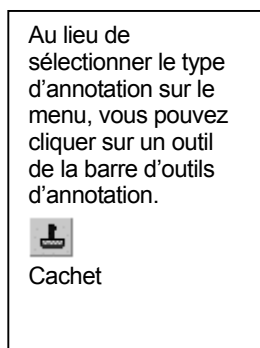 Au lieu de
sélectionner le type
d’annotation sur le
menu, vous pouvez
cliquer sur un outil
de la barre d’outils
d’annotation.
Cachet